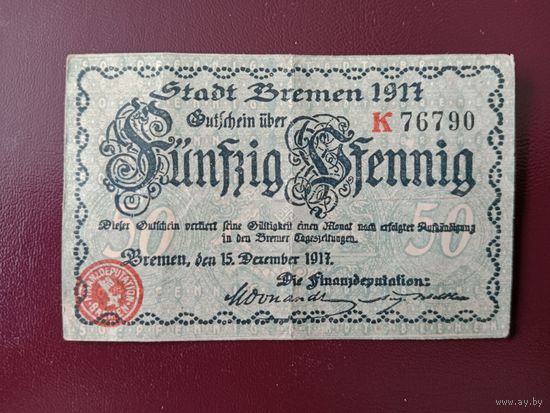 Stadt Bremen 1917
Gutschein über
K 76790
Fünfzig Pfennig
50
50
Dieser Gutschein verliert seine Gültigkeit einen Monat nach erfolgter Aufkündigung
in den Bremer Tageszeitungen.
Bremen, den 15. Dezember 1917.
Die Finanzdeputation:
FINANZDEPUTATION
www.ay.by